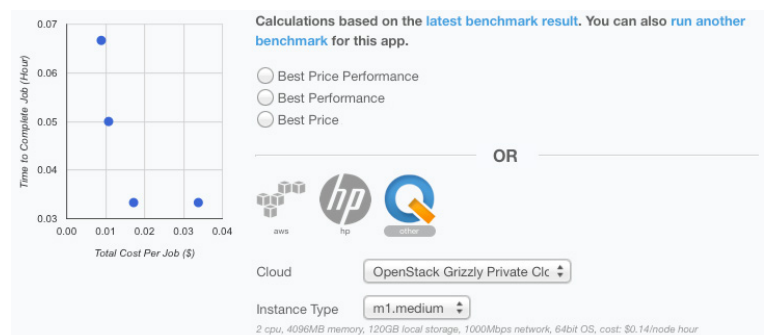 0.07
0.06
0.05
0.04
0.03
Time to Complete Job (Hour)
0.00 0.01 0.02 0.03 0.04
Total Cost Per Job ($)
Calculations based on the latest benchmark result. You can also run another
benchmark for this app.
Best Price Performance
Best Performance
Best Price
OR
hp
aws hp other
Cloud OpenStack Grizzly Private Clc
Instance Type m1.medium
2 cpu, 4096MB memory, 120GB local storage, 1000Mbps network, 64bit OS, cost: $0.14/node hour